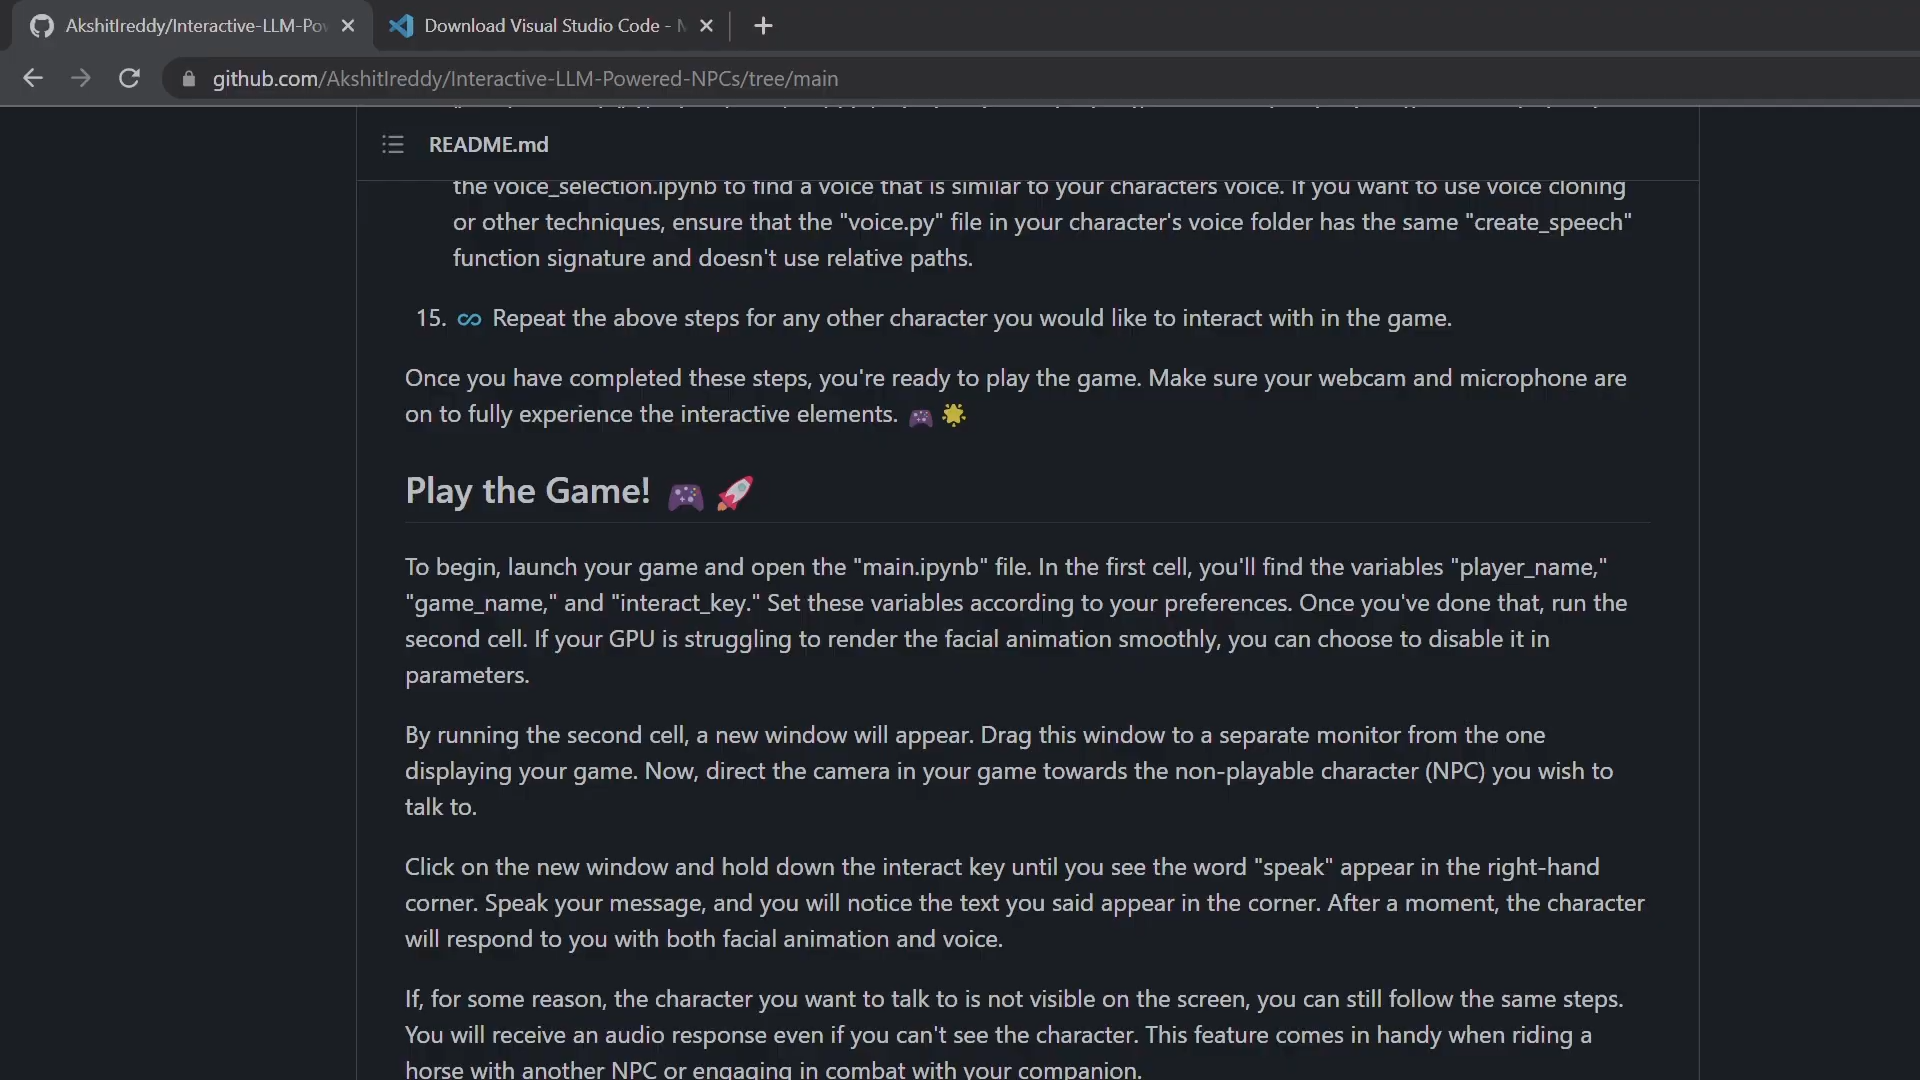 AkshitIreddy/Interactive-LLM-Po
Download Visual Studio Code - M
github.com/AkshitIreddy/Interactive-LLM-Powered-NPCs/tree/main
README.md
the voice_selection.ipynb to find a voice that is similar to your characters voice. If you want to use voice cloning
or other techniques, ensure that the "voice.py" file in your character's voice folder has the same "create_speech"
function signature and doesn't use relative paths.
15. ∞ Repeat the above steps for any other character you would like to interact with in the game.
Once you have completed these steps, you're ready to play the game. Make sure your webcam and microphone are
on to fully experience the interactive elements. 🎮 🌟
Play the Game! 🎮 🚀
To begin, launch your game and open the "main.ipynb" file. In the first cell, you'll find the variables "player_name,"
"game_name," and "interact_key." Set these variables according to your preferences. Once you've done that, run the
second cell. If your GPU is struggling to render the facial animation smoothly, you can choose to disable it in
parameters.
By running the second cell, a new window will appear. Drag this window to a separate monitor from the one
displaying your game. Now, direct the camera in your game towards the non-playable character (NPC) you wish to
talk to.
Click on the new window and hold down the interact key until you see the word "speak" appear in the right-hand
corner. Speak your message, and you will notice the text you said appear in the corner. After a moment, the character
will respond to you with both facial animation and voice.
If, for some reason, the character you want to talk to is not visible on the screen, you can still follow the same steps.
You will receive an audio response even if you can't see the character. This feature comes in handy when riding a
horse with another NPC or engaging in combat with your companion.